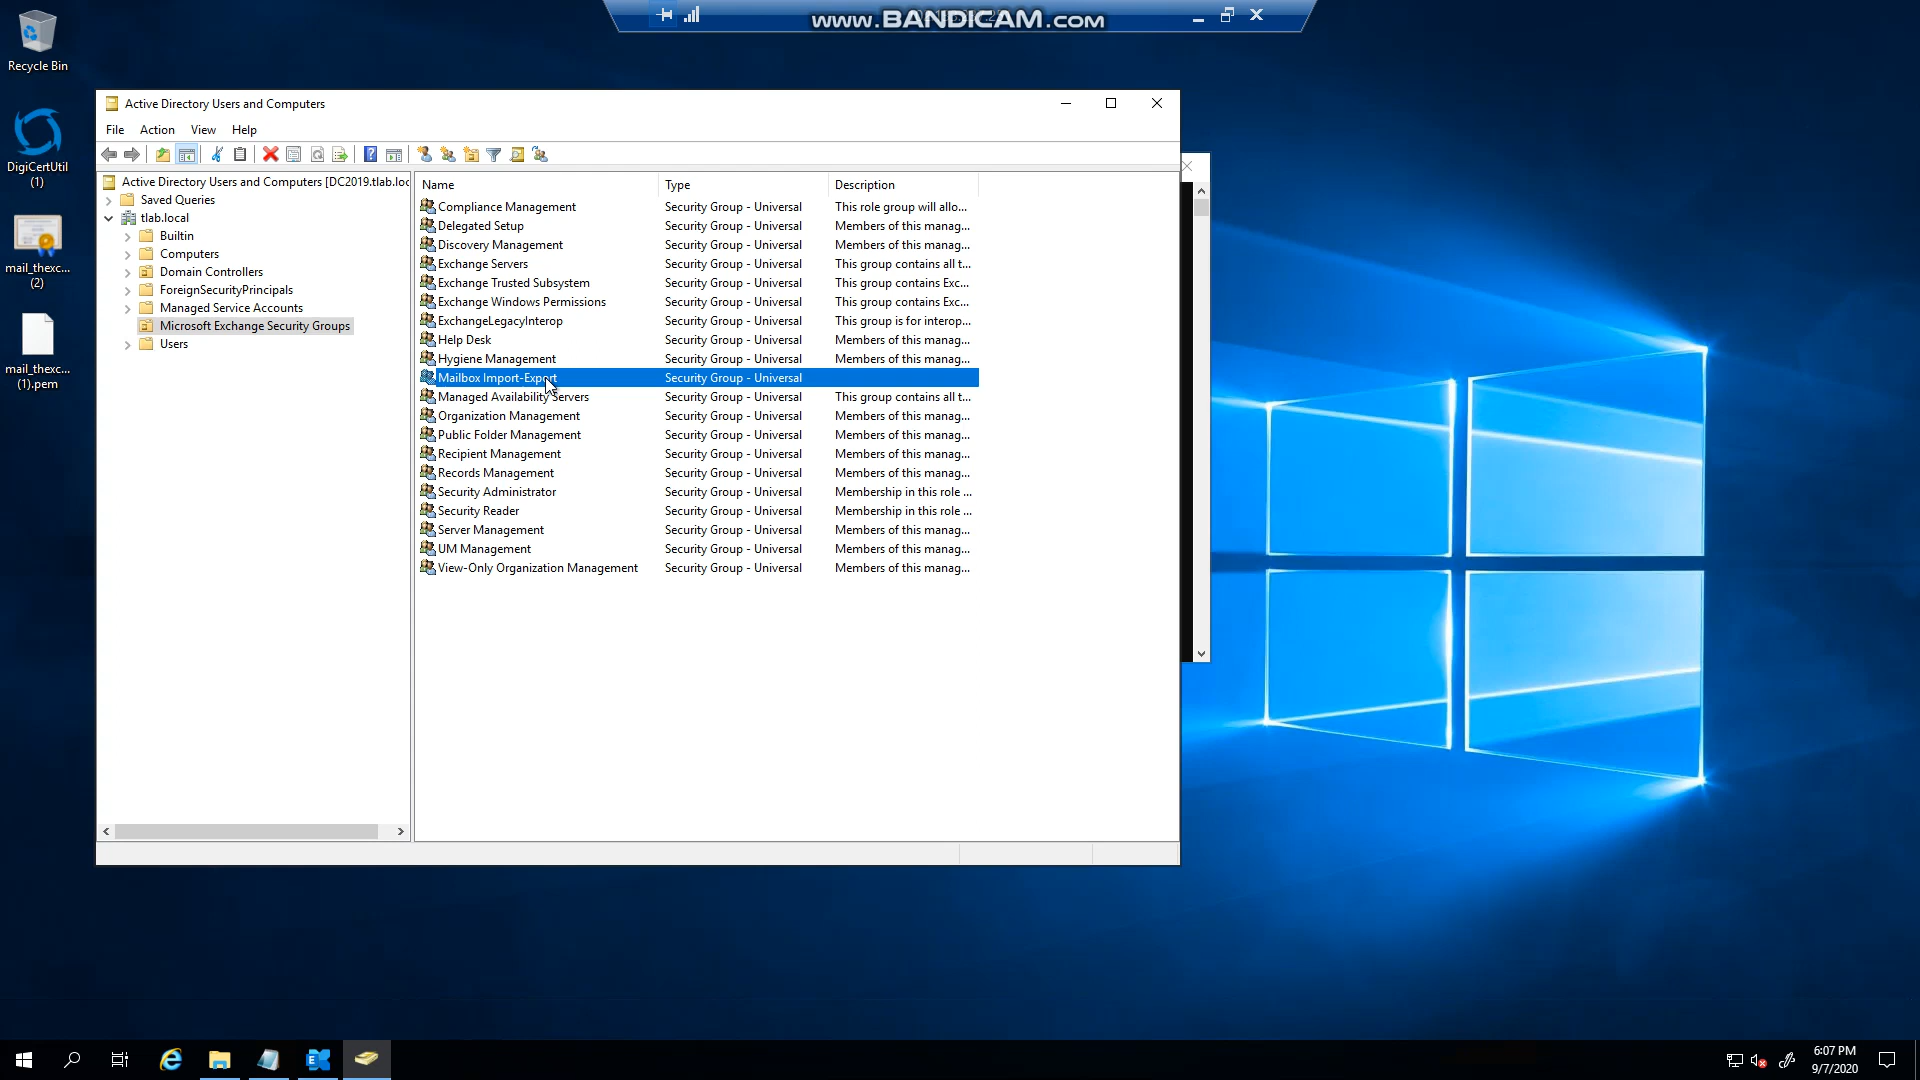 www.BANDICAM.com
Recycle Bin
DigiCertUtil
(1)
mail_thexc...
(2)
mail_thexc...
(1).pem
Active Directory Users and Computers
File Action View Help
Active Directory Users and Computers [DC2019.tlab.loc
Saved Queries
tlab.local
Builtin
Computers
Domain Controllers
ForeignSecurityPrincipals
Managed Service Accounts
Microsoft Exchange Security Groups
Users
Name Type Description
Compliance Management Security Group - Universal This role group will allo...
Delegated Setup Security Group - Universal Members of this manag...
Discovery Management Security Group - Universal Members of this manag...
Exchange Servers Security Group - Universal This group contains all t...
Exchange Trusted Subsystem Security Group - Universal This group contains Exc...
Exchange Windows Permissions Security Group - Universal This group contains Exc...
ExchangeLegacyInterop Security Group - Universal This group is for interop...
Help Desk Security Group - Universal Members of this manag...
Hygiene Management Security Group - Universal Members of this manag...
Mailbox Import-Export Security Group - Universal
Managed Availability Servers Security Group - Universal This group contains all t...
Organization Management Security Group - Universal Members of this manag...
Public Folder Management Security Group - Universal Members of this manag...
Recipient Management Security Group - Universal Members of this manag...
Records Management Security Group - Universal Members of this manag...
Security Administrator Security Group - Universal Membership in this role ...
Security Reader Security Group - Universal Membership in this role ...
Server Management Security Group - Universal Members of this manag...
UM Management Security Group - Universal Members of this manag...
View-Only Organization Management Security Group - Universal Members of this manag...
6:07 PM
9/7/2020